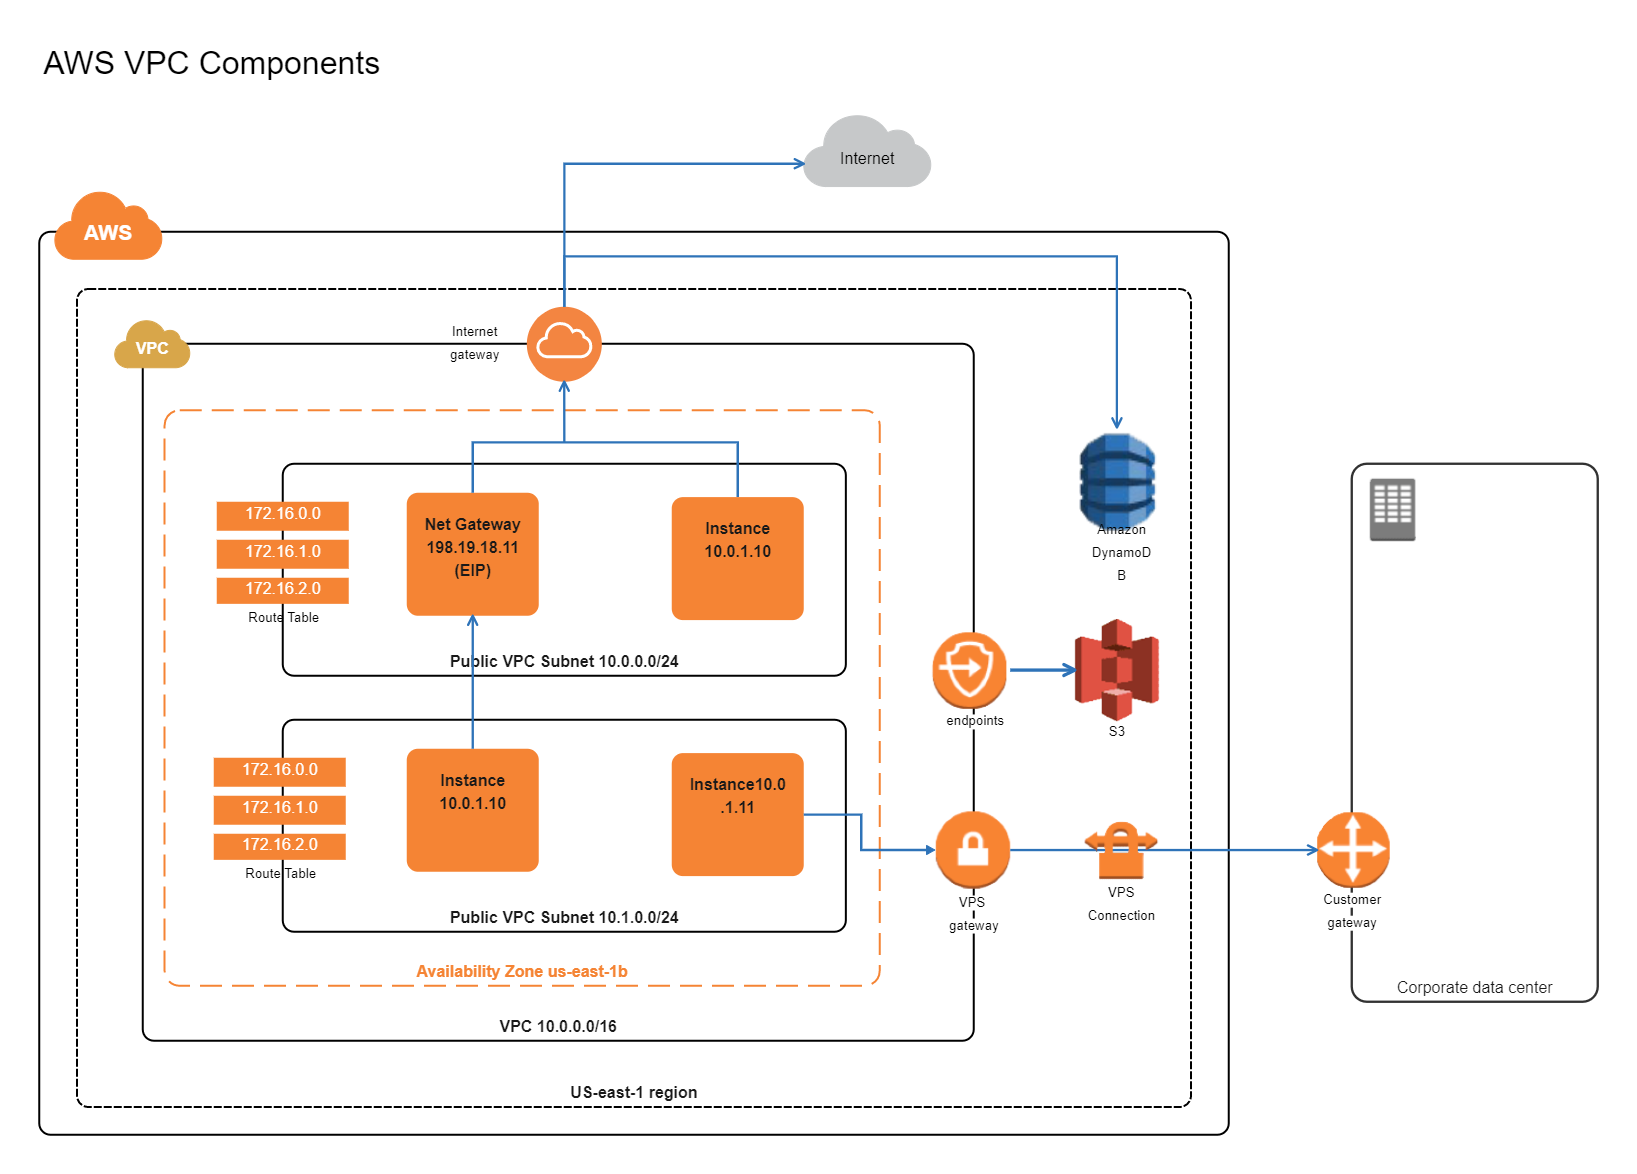 AWS VPC Components
Internet
AWS
Internet
gateway
VPC
172.16.0.0
172.16.1.0
172.16.2.0
Route Table
Net Gateway
198.19.18.11
(EIP)
Instance
10.0.1.10
Public VPC Subnet 10.0.0.0/24
Amazon
DynamoD
B
endpoints
S3
172.16.0.0
172.16.1.0
172.16.2.0
Route Table
Instance
10.0.1.10
Instance10.0
.1.11
Public VPC Subnet 10.1.0.0/24
VPS
gateway
VPS
Connection
Customer
gateway
Availability Zone us-east-1b
Corporate data center
VPC 10.0.0.0/16
US-east-1 region